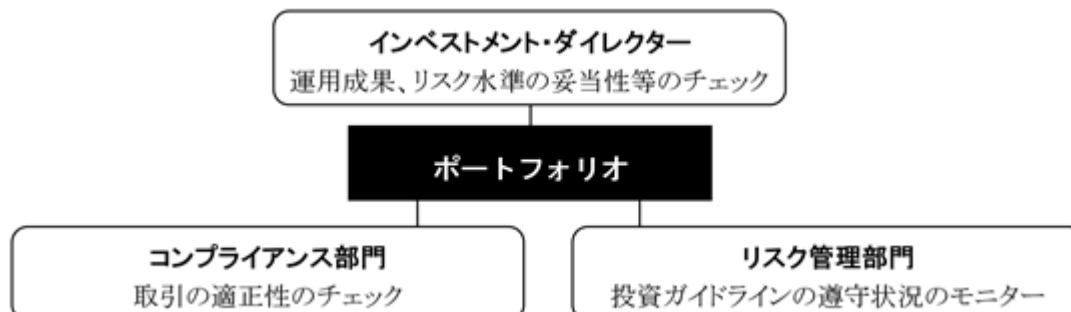 インベストメント・ダイレクター
運用成果、リスク水準の妥当性等のチェック
ポートフォリオ
コンプライアンス部門
取引の適正性のチェック
リスク管理部門
投資ガイドラインの遵守状況のモニター